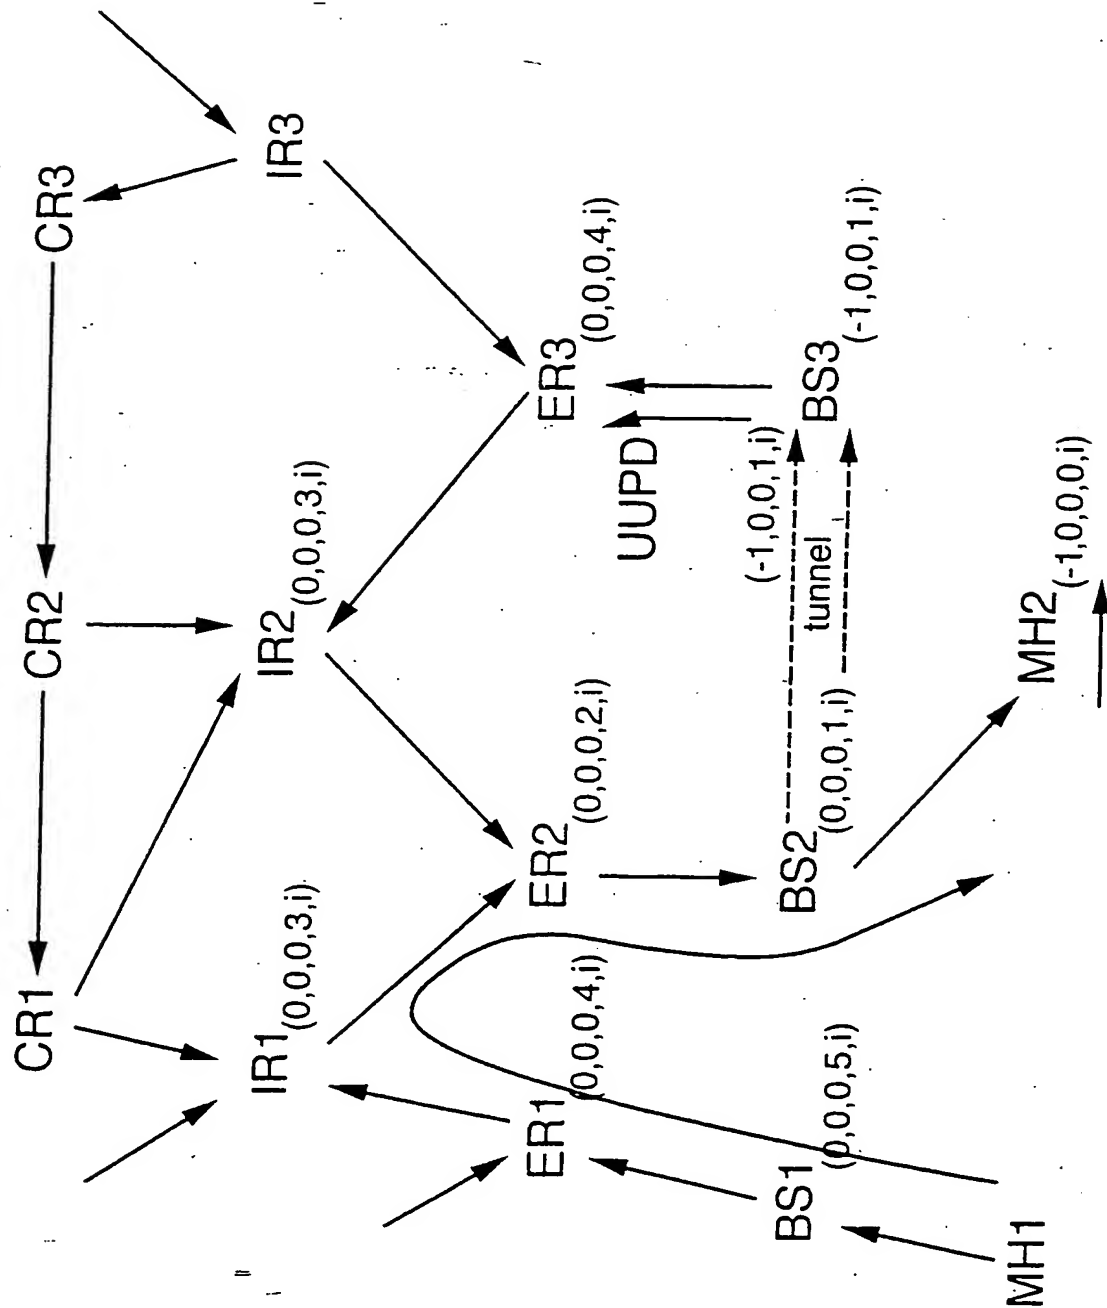 CR1
CR2
CR3
IR1(0,0,0,3,i)
IR2(0,0,0,3,i)
IR3
ER1(0,0,0,4,i)
ER2(0,0,0,2,i)
ER3(0,0,0,4,i)
UUPD
(-1,0,0,1,i)
tunnel
BS1(0,0,0,5,i)
BS2(0,0,0,1,i)
BS3(-1,0,0,1,i)
MH1
MH2(-1,0,0,0,i)